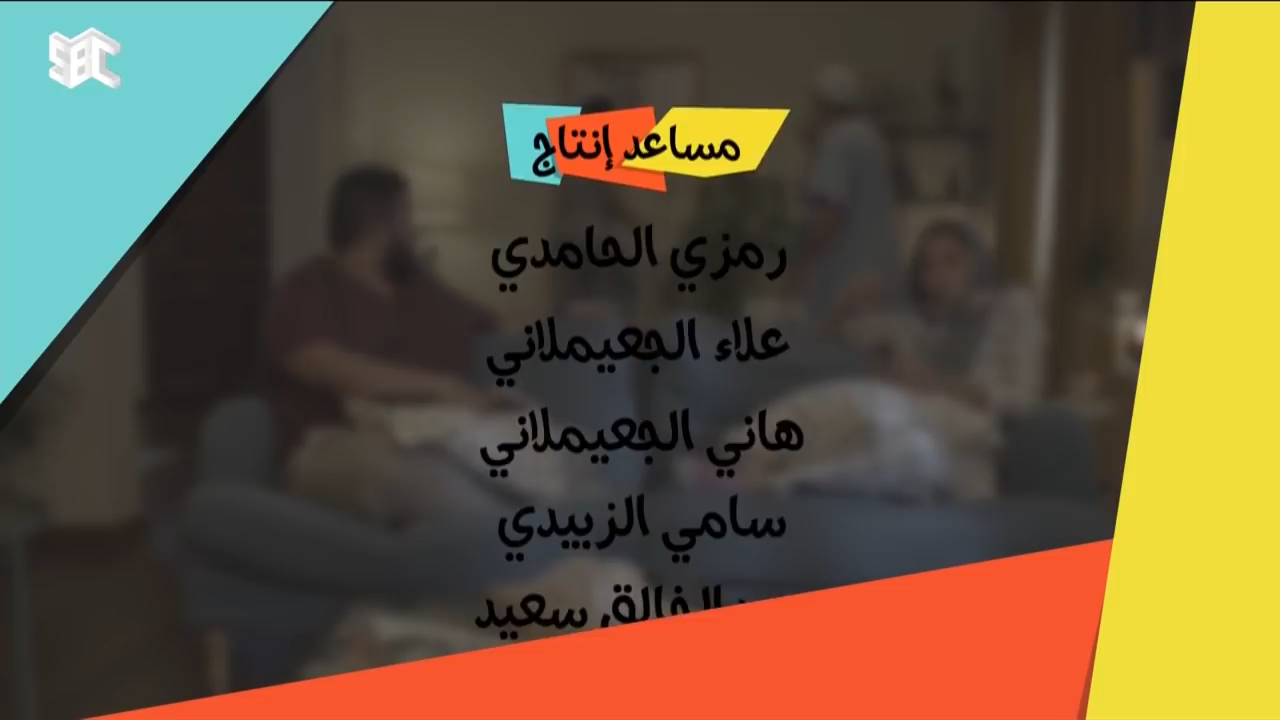 SBC
مساعد إنتاج
رمزي الحامدي
علاء الجعيملاني
هاني الجعيملاني
سامي الزبيدي
سعيد